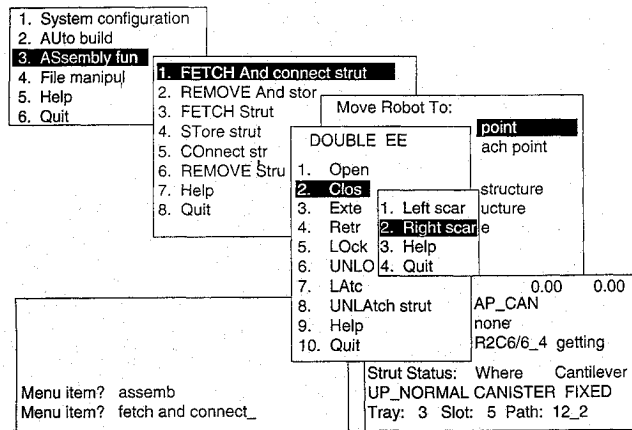 1. System configuration
2. AUto build
3. ASsembly fun
4. File manipul
5. Help
6. Quit
1. FETCH And connect strut
2. REMOVE And stor
3. FETCH Strut
4. STore strut
5. COnnect str
6. REMOVE Stru
7. Help
8. Quit
Move Robot To:
point
ach point
structure
ucture
e
DOUBLE EE
1. Open
2. Clos
3. Exte
4. Retr
5. LOck
6. UNLO
7. LAtc
8. UNLAtch strut
9. Help
10. Quit
1. Left scar
2. Right scar
3. Help
4. Quit
0.00 0.00
AP_CAN
none
R2C6/6_4 getting
Strut Status: Where Cantilever
UP_NORMAL CANISTER FIXED
Tray: 3 Slot: 5 Path: 12_2
Menu item? assemb
Menu item? fetch and connect_